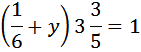 (1/6 + y) 3 3/5 = 1